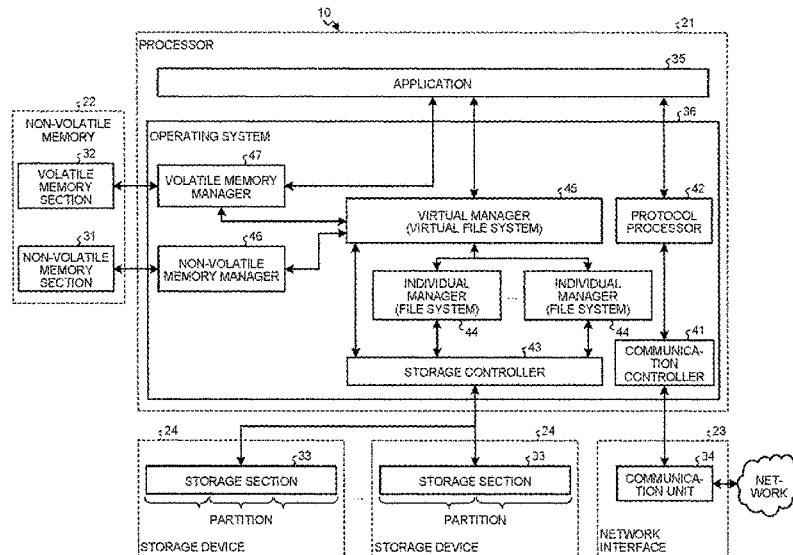 10
21
PROCESSOR
35
APPLICATION
22
36
NON-VOLATILE
MEMORY
OPERATING SYSTEM
32
47
VOLATILE
MEMORY
SECTION
VOLATILE MEMORY
MANAGER
45
42
VIRTUAL MANAGER
(VIRTUAL FILE SYSTEM)
PROTOCOL
PROCESSOR
31
46
NON-VOLATILE
MEMORY
SECTION
NON-VOLATILE
MEMORY MANAGER
INDIVIDUAL
MANAGER
(FILE SYSTEM)
...
INDIVIDUAL
MANAGER
(FILE SYSTEM)
44
44
43
41
STORAGE CONTROLLER
COMMUNICA-
TION
CONTROLLER
24
24
23
33
33
34
STORAGE SECTION
...
STORAGE SECTION
COMMUNICA-
TION UNIT
NET-
WORK
PARTITION
PARTITION
STORAGE DEVICE
STORAGE DEVICE
NETWORK
INTERFACE